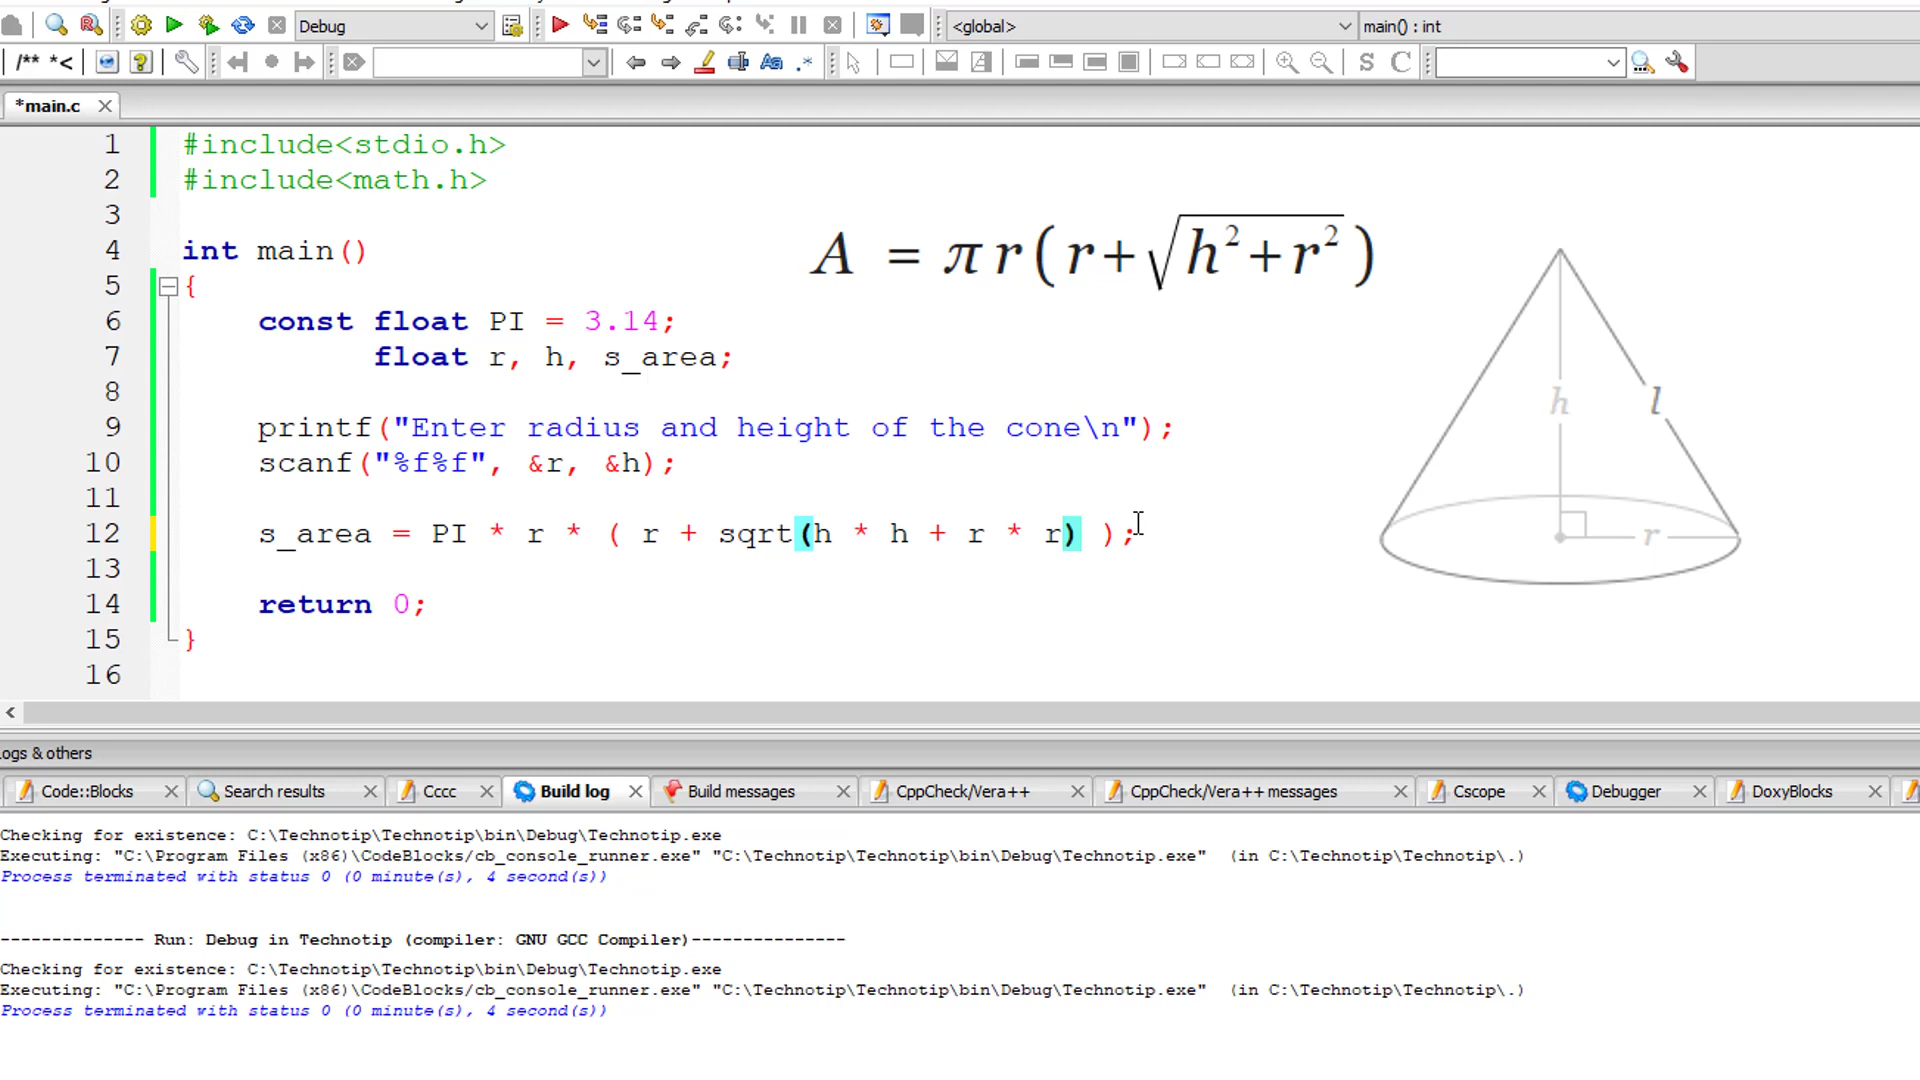 Debug
<global>
main() : int
/** *<
S C
*main.c
1 #include<stdio.h>
2 #include<math.h>
3
4 int main()
5 {
6 const float PI = 3.14;
7 float r, h, s_area;
8
9 printf("Enter radius and height of the cone\n");
10 scanf("%f%f", &r, &h);
11
12 s_area = PI * r * ( r + sqrt(h * h + r * r) );
13
14 return 0;
15 }
16
A = π r ( r + √h² + r² )
h
l
r
ogs & others
Code::Blocks
Search results
Cccc
Build log
Build messages
CppCheck/Vera++
CppCheck/Vera++ messages
Cscope
Debugger
DoxyBlocks
Checking for existence: C:\Technotip\Technotip\bin\Debug\Technotip.exe
Executing: "C:\Program Files (x86)\CodeBlocks/cb_console_runner.exe" "C:\Technotip\Technotip\bin\Debug\Technotip.exe"  (in C:\Technotip\Technotip\.)
Process terminated with status 0 (0 minute(s), 4 second(s))
-------------- Run: Debug in Technotip (compiler: GNU GCC Compiler)---------------
Checking for existence: C:\Technotip\Technotip\bin\Debug\Technotip.exe
Executing: "C:\Program Files (x86)\CodeBlocks/cb_console_runner.exe" "C:\Technotip\Technotip\bin\Debug\Technotip.exe"  (in C:\Technotip\Technotip\.)
Process terminated with status 0 (0 minute(s), 4 second(s))